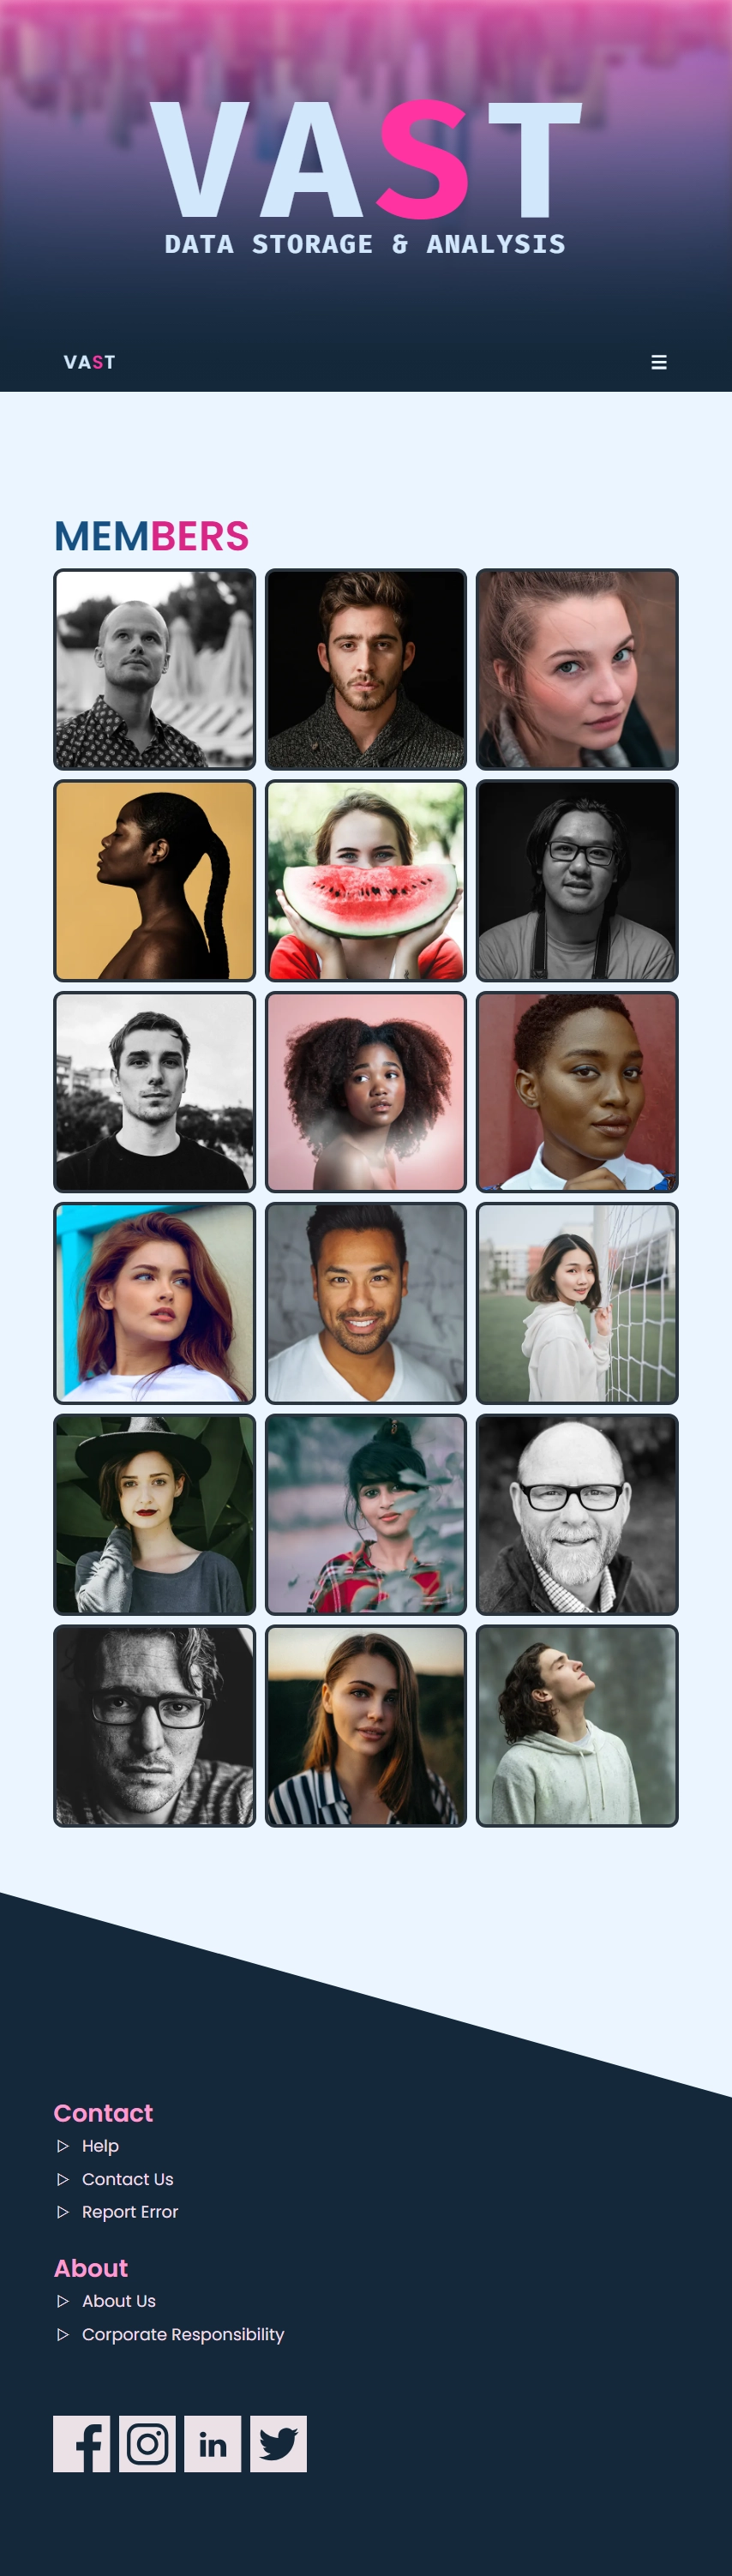 VAST
DATA STORAGE & ANALYSIS
VAST
MEMBERS
Contact
Help
Contact Us
Report Error
About
About Us
Corporate Responsibility
in